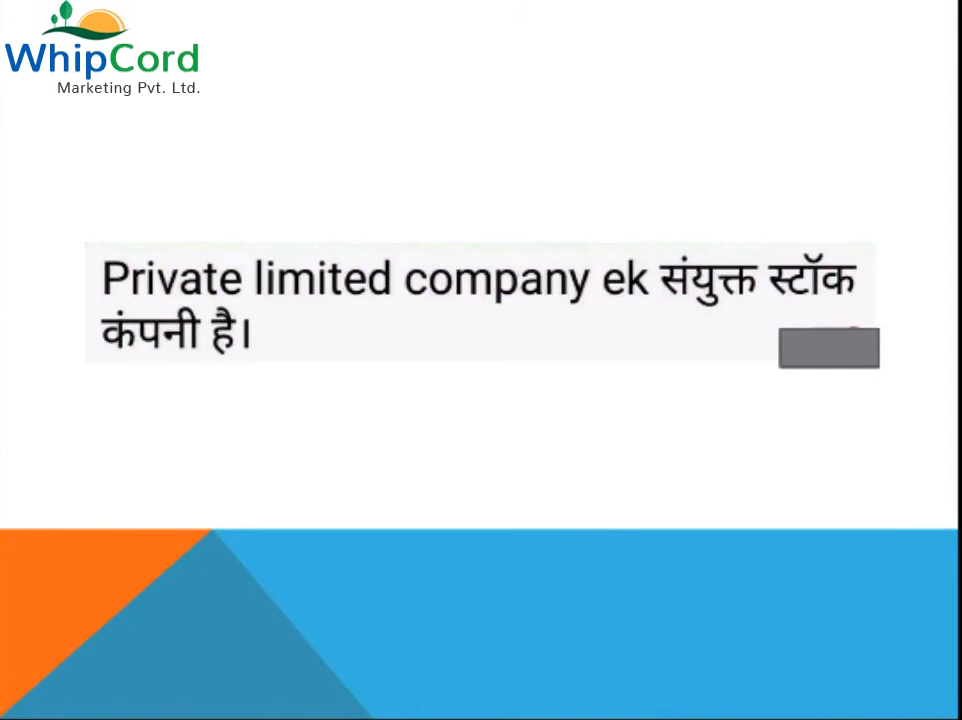 WhipCord
Marketing Pvt. Ltd.
Private limited company ek संयुक्त स्टॉक
कंपनी है।